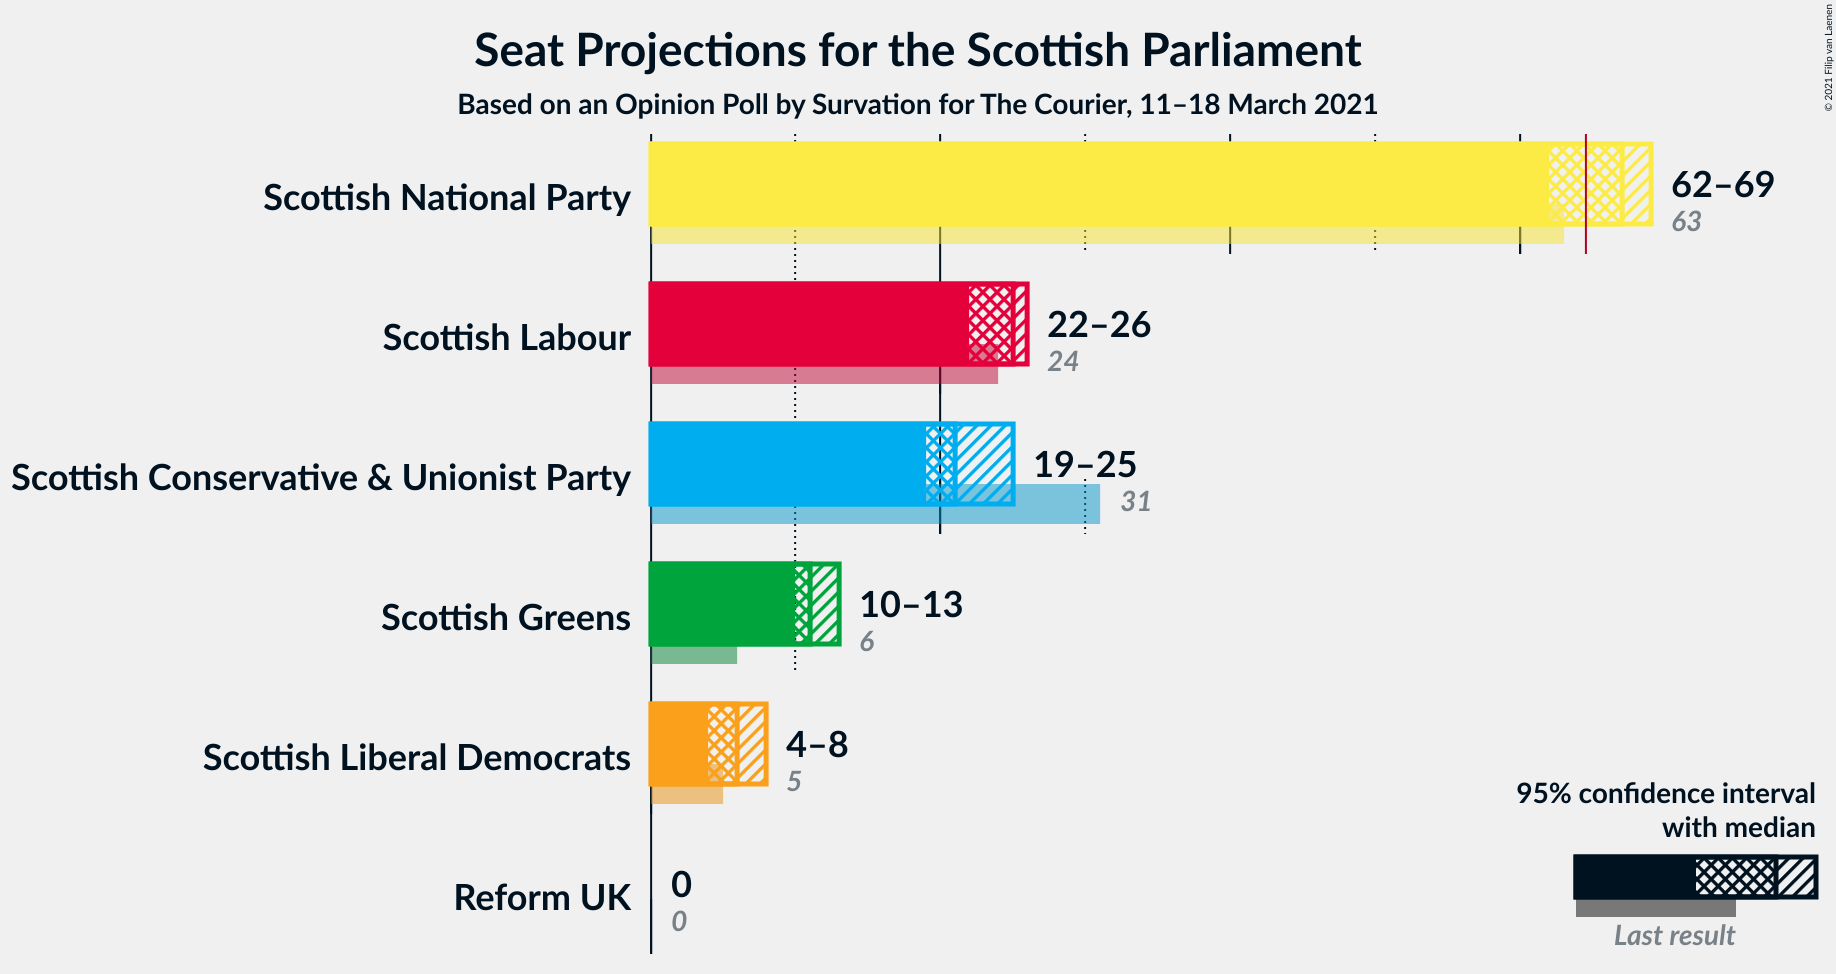 Seat Projections for the Scottish Parliament
Based on an Opinion Poll by Survation for The Courier, 11–18 March 2021
© 2021 Filip van Laenen
Scottish National Party
62–69
63
Scottish Labour
22–26
24
Scottish Conservative & Unionist Party
19–25
31
Scottish Greens
10–13
6
Scottish Liberal Democrats
4–8
5
Reform UK
0
0
95% confidence interval
with median
Last result